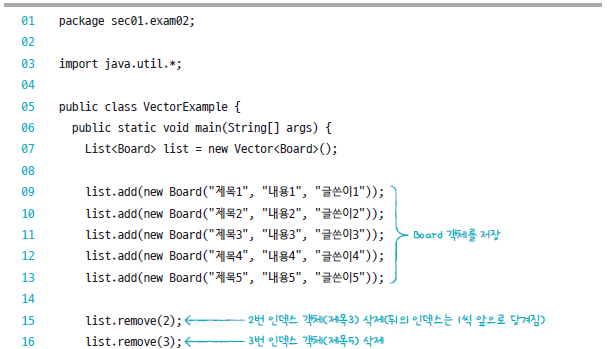 01 package sec01.exam02;
02
03 import java.util.*;
04
05 public class VectorExample {
06 public static void main(String[] args) {
07 List<Board> list = new Vector<Board>();
08
09 list.add(new Board("제목1", "내용1", "글쓴이1"));
10 list.add(new Board("제목2", "내용2", "글쓴이2"));
11 list.add(new Board("제목3", "내용3", "글쓴이3")); Board 객체를 저장
12 list.add(new Board("제목4", "내용4", "글쓴이4"));
13 list.add(new Board("제목5", "내용5", "글쓴이5"));
14
15 list.remove(2); 2번 인덱스 객체(제목3) 삭제(뒤의 인덱스는 1씩 앞으로 당겨짐)
16 list.remove(3); 3번 인덱스 객체(제목5) 삭제